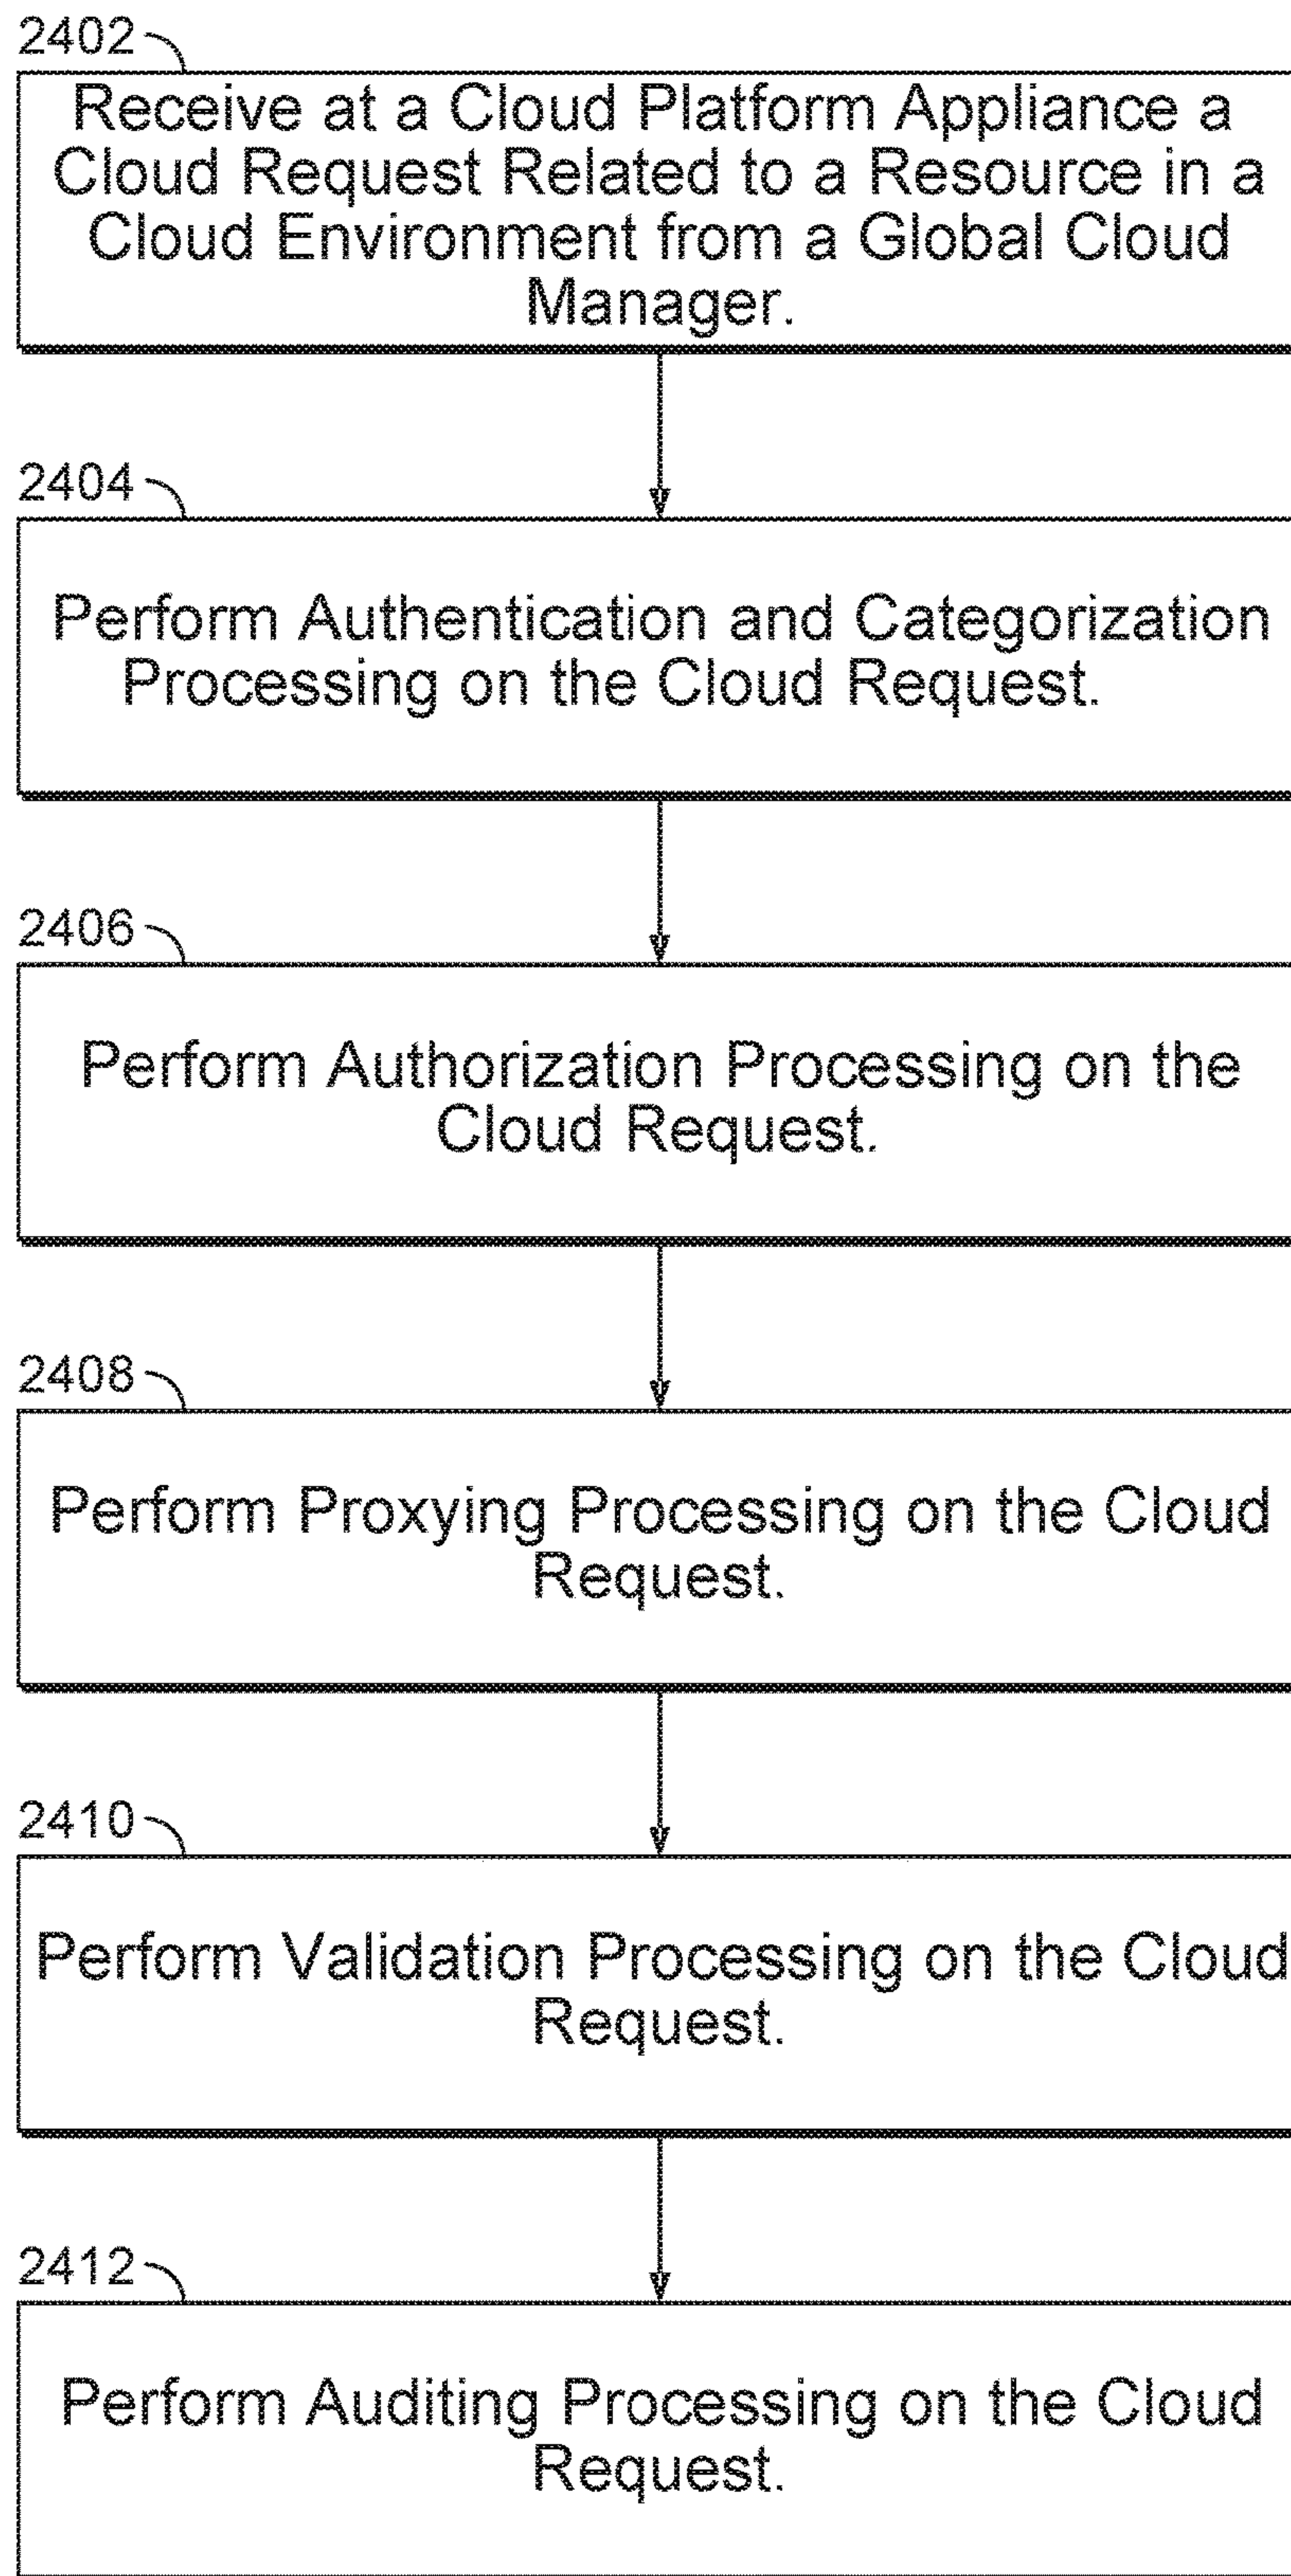 2402
Receive at a Cloud Platform Appliance a
Cloud Request Related to a Resource in a
Cloud Environment from a Global Cloud
Manager.
2404
Perform Authentication and Categorization
Processing on the Cloud Request.
2406
Perform Authorization Processing on the
Cloud Request.
2408
Perform Proxying Processing on the Cloud
Request.
2410
Perform Validation Processing on the Cloud
Request.
2412
Perform Auditing Processing on the Cloud
Request.